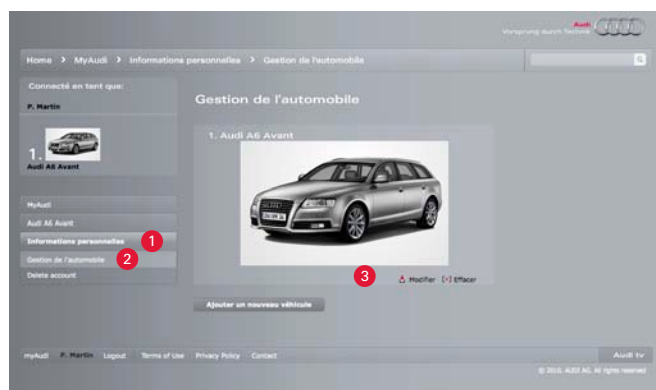 Audi
Vorsprung durch Technik
Home > MyAudi > Informations personnelles > Gestion de l'automobile
Connecté en tant que:
P. Martin
1.
Audi A6 Avant
Gestion de l'automobile
1. Audi A6 Avant
MyAudi
Audi A6 Avant
Informations personnelles
1
Gestion de l'automobile
2
Delete account
3
Modifier [×] Effacer
Ajouter un nouveau véhicule
myAudi P. Martin Logout Terms of Use Privacy Policy Contact
Audi tv
© 2010. AUDI AG. All rights reserved